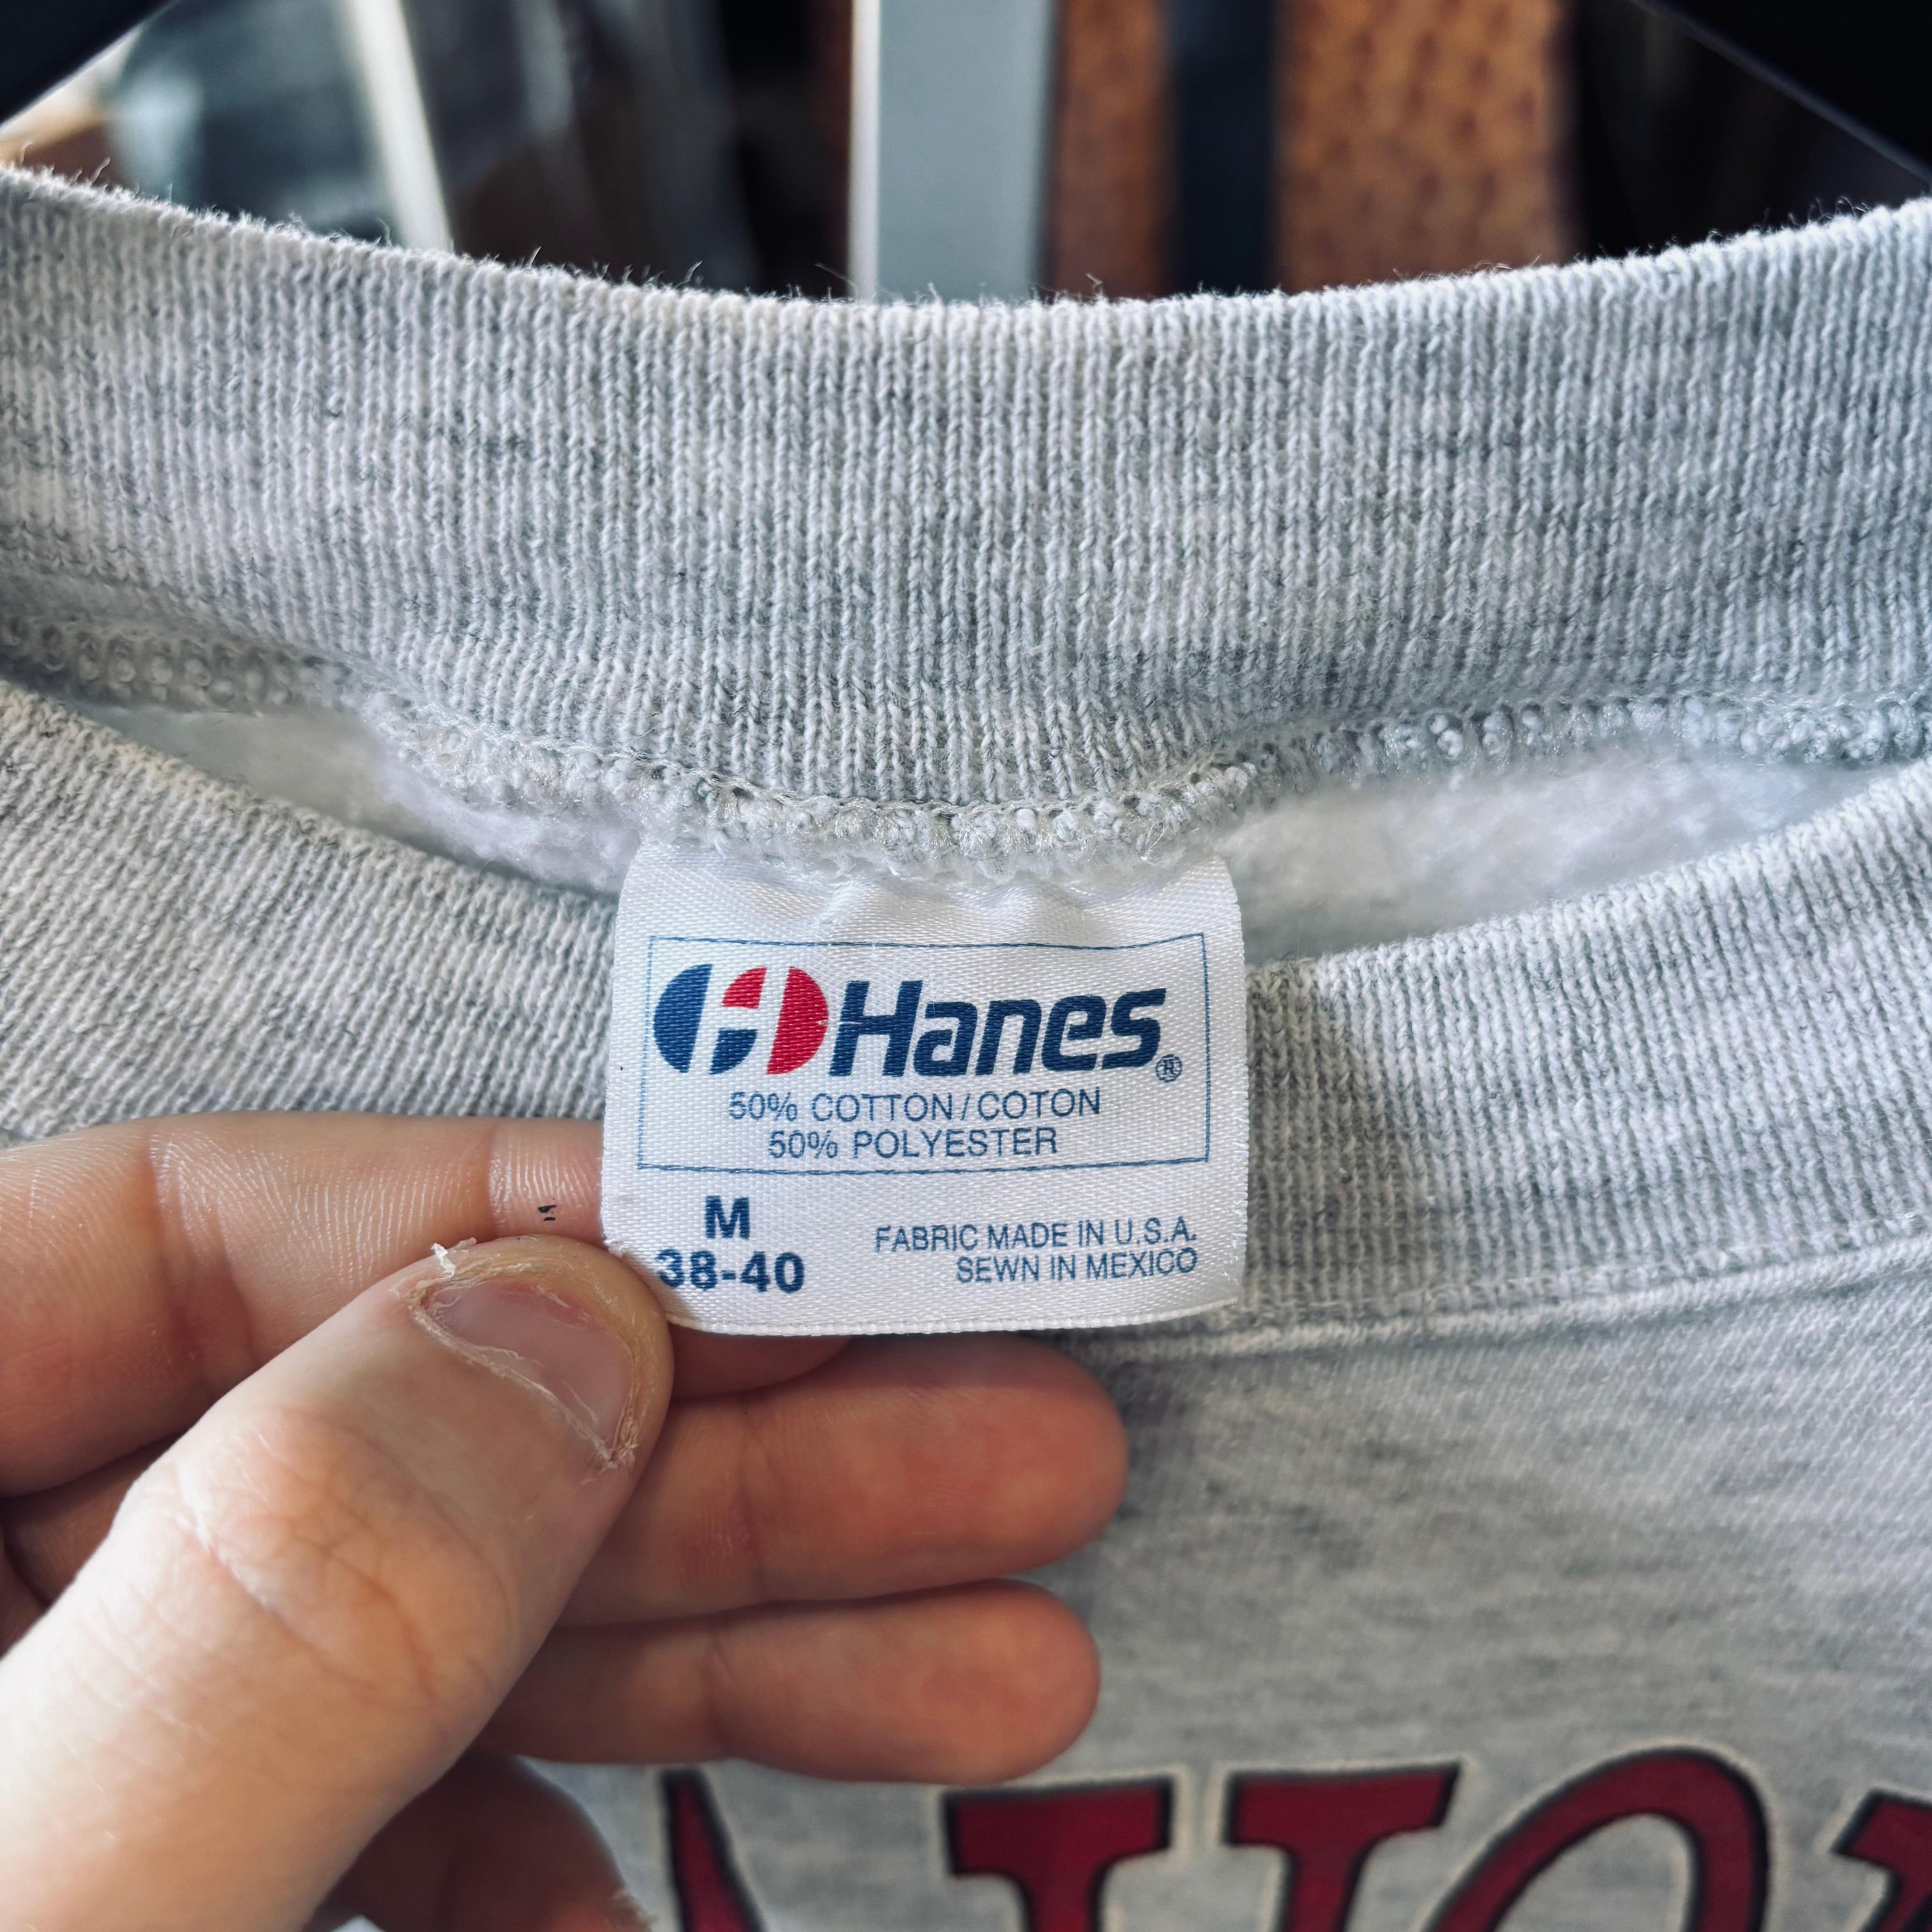 Hanes®
50% COTTON/COTON
50% POLYESTER
M
38-40
FABRIC MADE IN U.S.A.
SEWN IN MEXICO